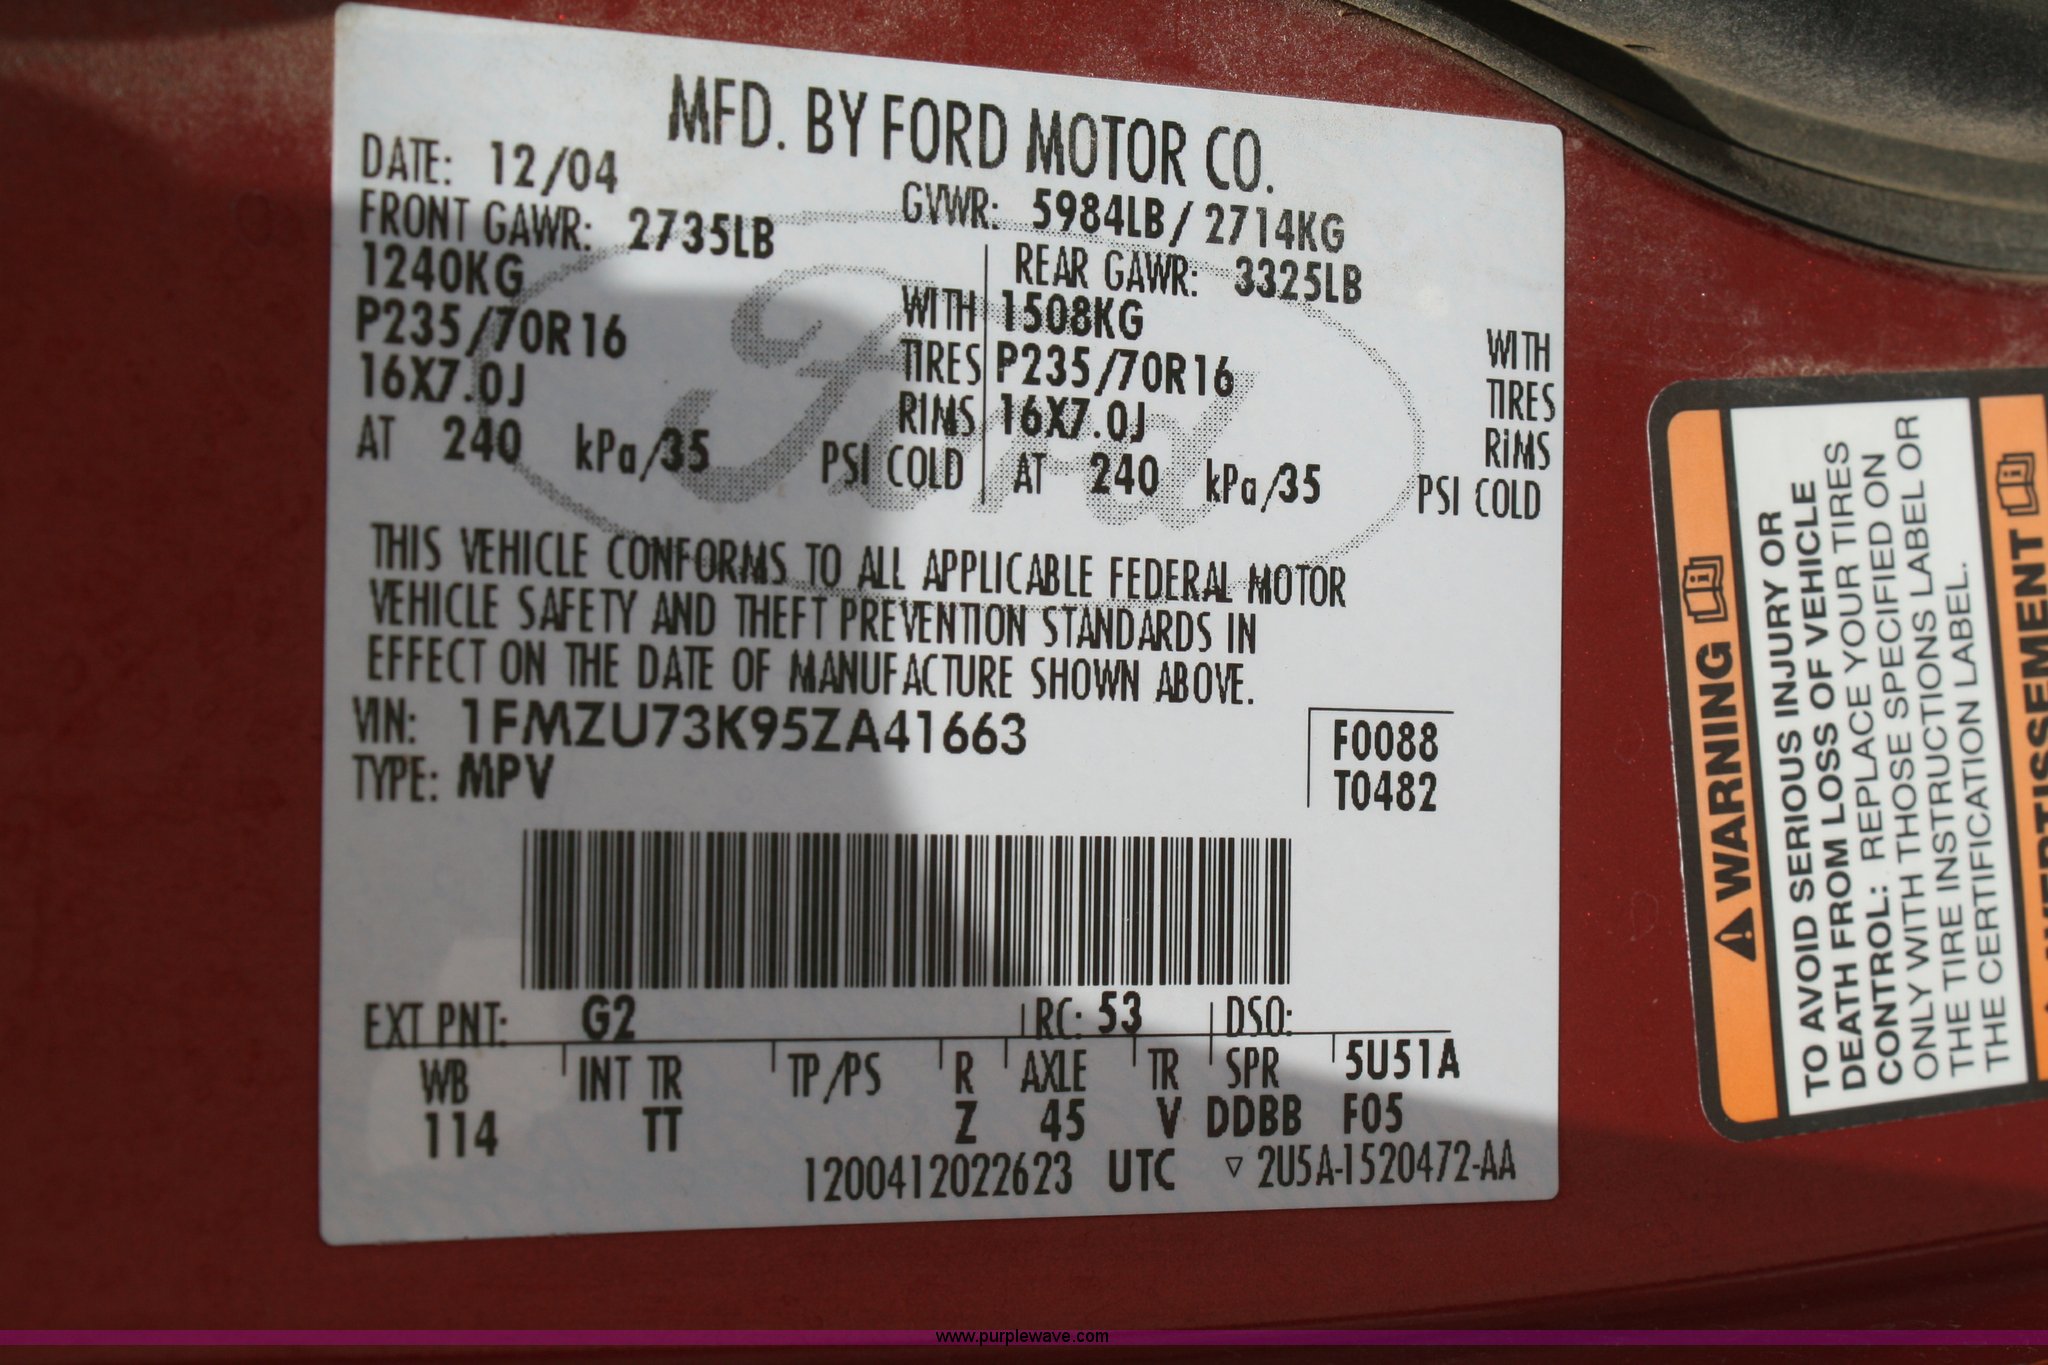 MFD. BY FORD MOTOR CO.
DATE: 12/04
GVWR: 5984LB/ 2714KG
FRONT GAWR: 2735LB
1240KG WITH
P235/70R16 TIRES
16X7.0J RIMS
AT 240 kPa/35 PSI COLD
REAR GAWR: 3325LB
1508KG WITH
P235/70R16 TIRES
16X7.0J RIMS
AT 240 kPa/35 PSI COLD
THIS VEHICLE CONFORMS TO ALL APPLICABLE FEDERAL MOTOR
VEHICLE SAFETY AND THEFT PREVENTION STANDARDS IN
EFFECT ON THE DATE OF MANUFACTURE SHOWN ABOVE.
VIN: 1FMZU73K95ZA41663
TYPE: MPV
F0088
T0482
Ford
EXT PNT: G2 RC: 53 DSO:
WB INT TR TP/PS R AXLE TR SPR 5U51A
114 TT Z 45 V DDBB F05
1200412022623 UTC ▽ 2U5A-1520472-AA
WARNING
TO AVOID SERIOUS INJURY OR
DEATH FROM LOSS OF VEHICLE
CONTROL: REPLACE YOUR TIRES
ONLY WITH THOSE SPECIFIED ON
THE TIRE INSTRUCTIONS LABEL OR
THE CERTIFICATION LABEL.
AVERTISSEMENT
www.purplewave.com